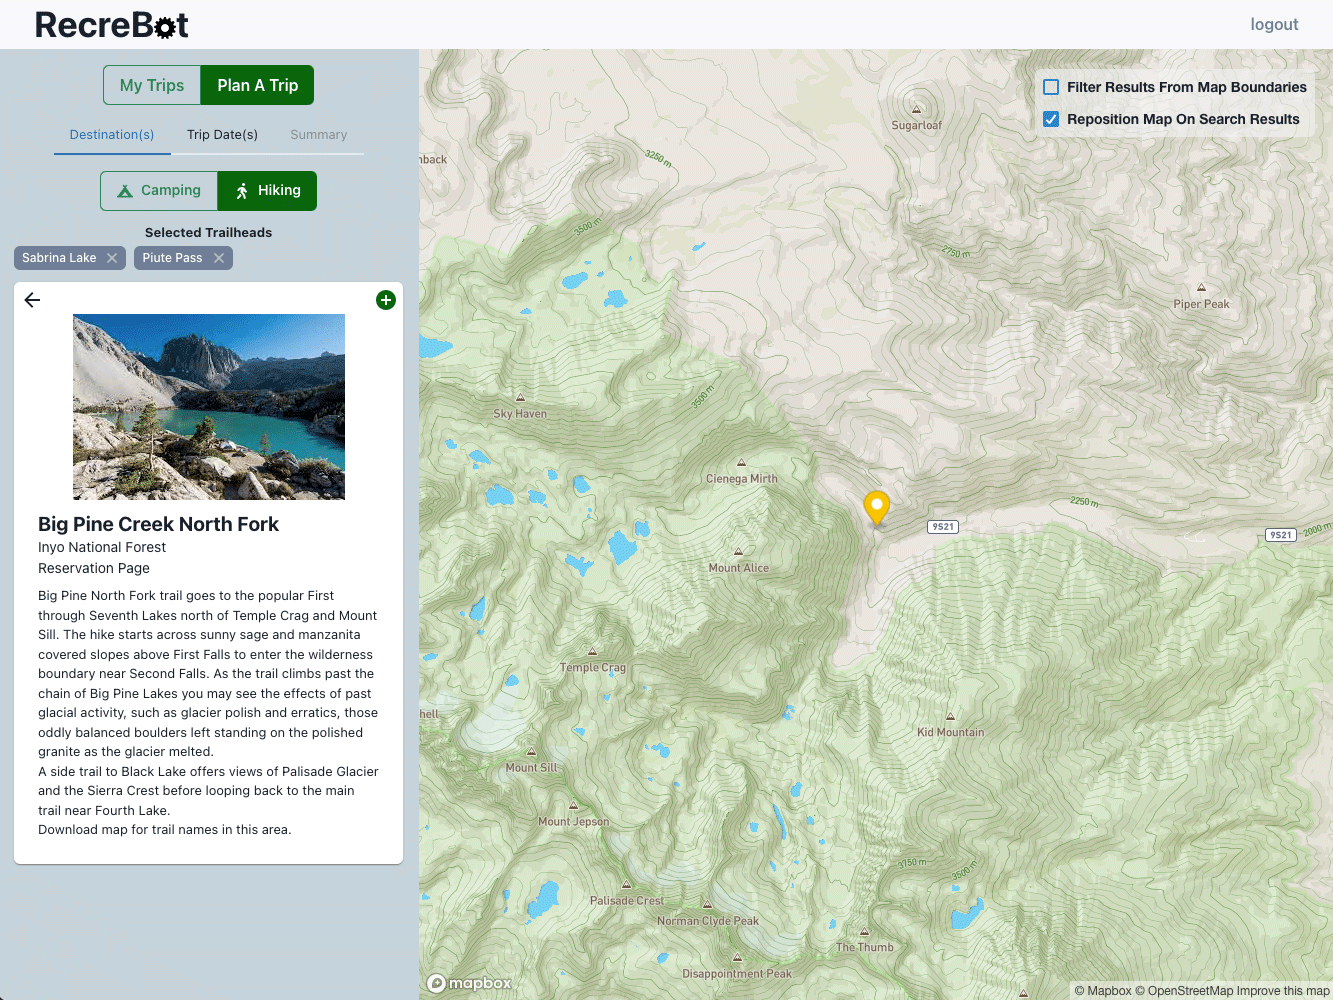 RecreBot
logout
My Trips
Plan A Trip
Destination(s)
Trip Date(s)
Summary
Camping
Hiking
Selected Trailheads
Sabrina Lake
Piute Pass
Big Pine Creek North Fork
Inyo National Forest
Reservation Page
Big Pine North Fork trail goes to the popular First
through Seventh Lakes north of Temple Crag and Mount
Sill. The hike starts across sunny sage and manzanita
covered slopes above First Falls to enter the wilderness
boundary near Second Falls. As the trail climbs past the
chain of Big Pine Lakes you may see the effects of past
glacial activity, such as glacier polish and erratics, those
oddly balanced boulders left standing on the polished
granite as the glacier melted.
A side trail to Black Lake offers views of Palisade Glacier
and the Sierra Crest before looping back to the main
trail near Fourth Lake.
Download map for trail names in this area.
Filter Results From Map Boundaries
Reposition Map On Search Results
Sugarloaf
nback
3250 m
3500 m
2750 m
Piper Peak
3500 m
Sky Haven
Cienega Mirth
2250 m
9S21
9S21
2000 m
Mount Alice
Temple Crag
hell
Kid Mountain
Mount Sill
Mount Jepson
3750 m
3500 m
Palisade Crest
Norman Clyde Peak
The Thumb
Disappointment Peak
mapbox
© Mapbox © OpenStreetMap Improve this map